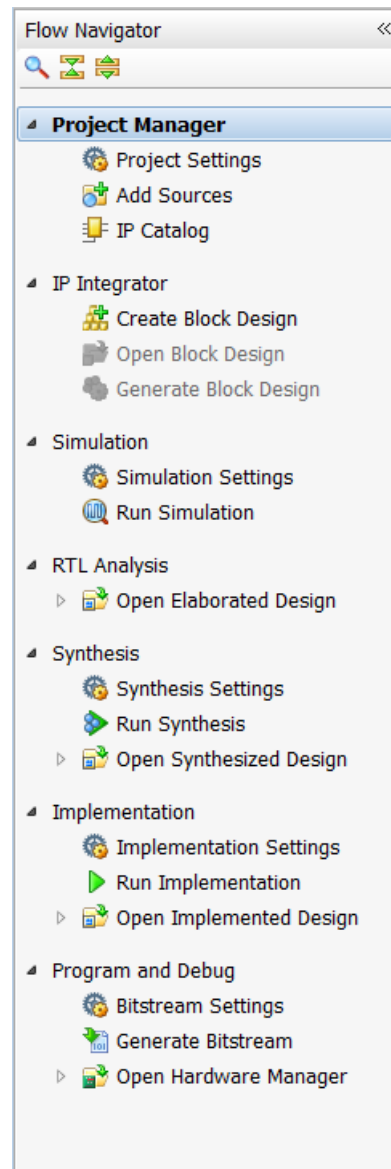 Flow Navigator
Project Manager
Project Settings
Add Sources
IP Catalog
IP Integrator
Create Block Design
Open Block Design
Generate Block Design
Simulation
Simulation Settings
Run Simulation
RTL Analysis
Open Elaborated Design
Synthesis
Synthesis Settings
Run Synthesis
Open Synthesized Design
Implementation
Implementation Settings
Run Implementation
Open Implemented Design
Program and Debug
Bitstream Settings
Generate Bitstream
Open Hardware Manager